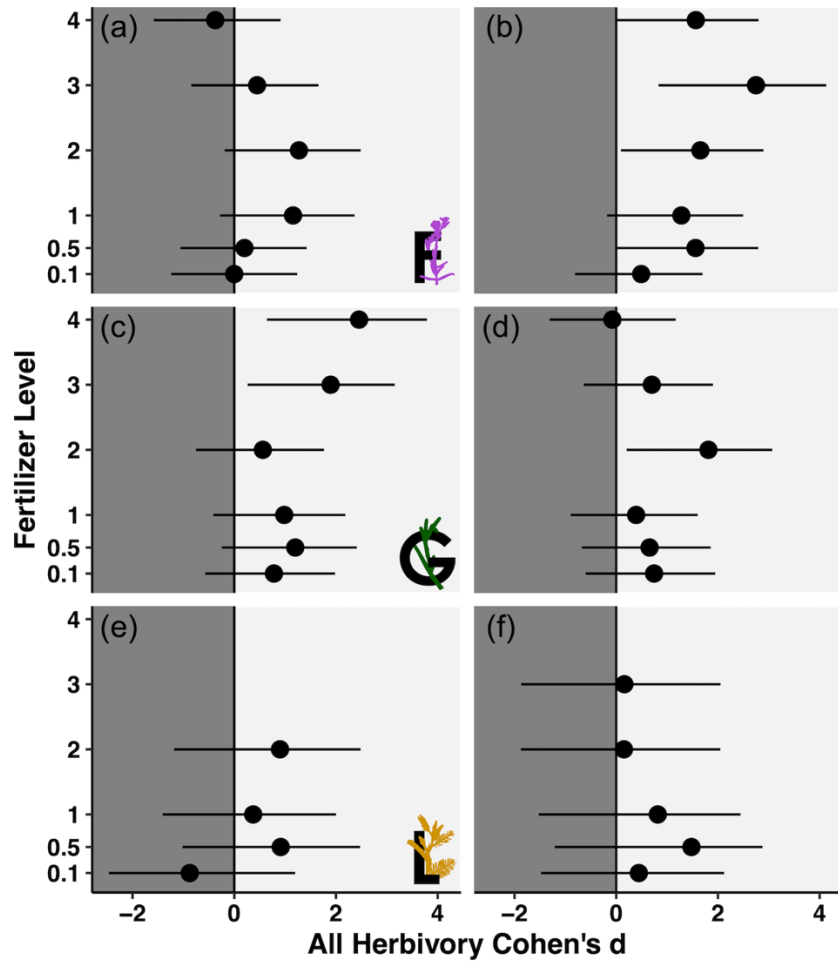 (a)
4
3
2
1
0.5
0.1
F
(b)
(c)
4
3
2
1
0.5
0.1
G
(d)
(e)
4
3
2
1
0.5
0.1
L
(f)
Fertilizer Level
−2 0 2 4
−2 0 2 4
All Herbivory Cohen's d